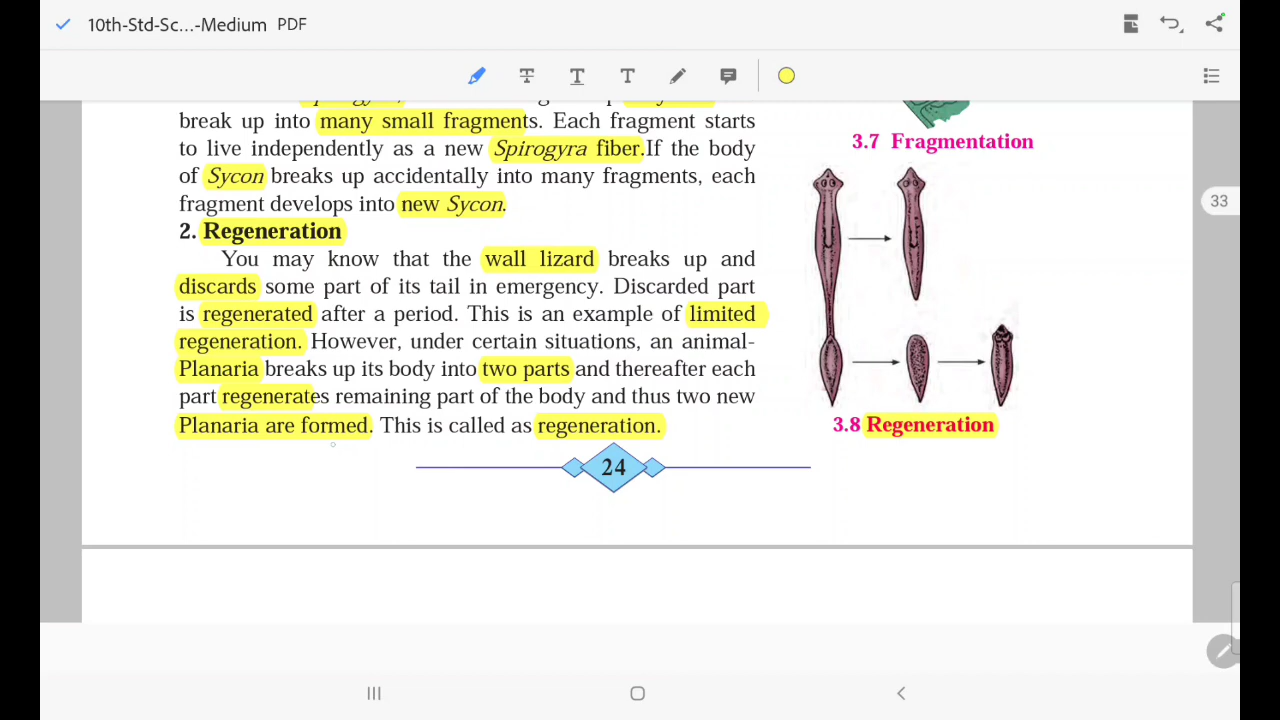 10th-Std-Sc...-Medium PDF
break up into many small fragments. Each fragment starts
to live independently as a new Spirogyra fiber.If the body
of Sycon breaks up accidentally into many fragments, each
fragment develops into new Sycon.
2. Regeneration
You may know that the wall lizard breaks up and
discards some part of its tail in emergency. Discarded part
is regenerated after a period. This is an example of limited
regeneration. However, under certain situations, an animal-
Planaria breaks up its body into two parts and thereafter each
part regenerates remaining part of the body and thus two new
Planaria are formed. This is called as regeneration.
3.7 Fragmentation
3.8 Regeneration
33
24